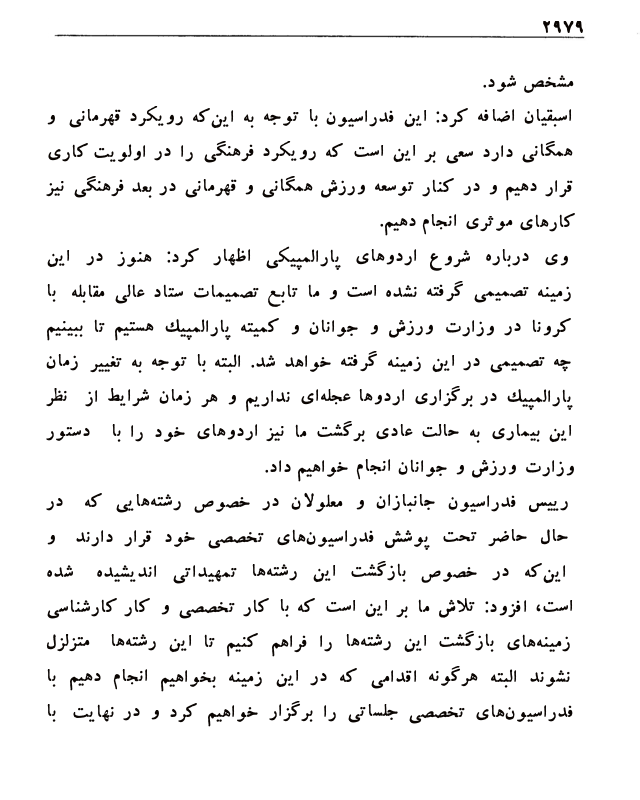 ۲۹۷۹
مشخص شود.
اسبقیان اضافه کرد: این فدراسیون با توجه به این‌که رویکرد قهرمانی و
همگانی دارد سعی بر این است که رویکرد فرهنگی را در اولویت کاری
قرار دهیم و در کنار توسعه ورزش همگانی و قهرمانی در بعد فرهنگی نیز
کارهای موثری انجام دهیم.
وی درباره شروع اردوهای پارالمپیکی اظهار کرد: هنوز در این
زمینه تصمیمی گرفته نشده است و ما تابع تصمیمات ستاد عالی مقابله با
کرونا در وزارت ورزش و جوانان و کمیته پارالمپیك هستیم تا ببینیم
چه تصمیمی در این زمینه گرفته خواهد شد. البته با توجه به تغییر زمان
پارالمپیك در برگزاری اردوها عجله‌ای نداریم و هر زمان شرایط از نظر
این بیماری به حالت عادی برگشت ما نیز اردوهای خود را با دستور
وزارت ورزش و جوانان انجام خواهیم داد.
رییس فدراسیون جانبازان و معلولان در خصوص رشته‌هایی که در
حال حاضر تحت پوشش فدراسیون‌های تخصصی خود قرار دارند و
این‌که در خصوص بازگشت این رشته‌ها تمهیداتی اندیشیده شده
است، افزود: تلاش ما بر این است که با کار تخصصی و کار کارشناسی
زمینه‌های بازگشت این رشته‌ها را فراهم کنیم تا این رشته‌ها متزلزل
نشوند البته هرگونه اقدامی که در این زمینه بخواهیم انجام دهیم با
فدراسیون‌های تخصصی جلساتی را برگزار خواهیم کرد و در نهایت با